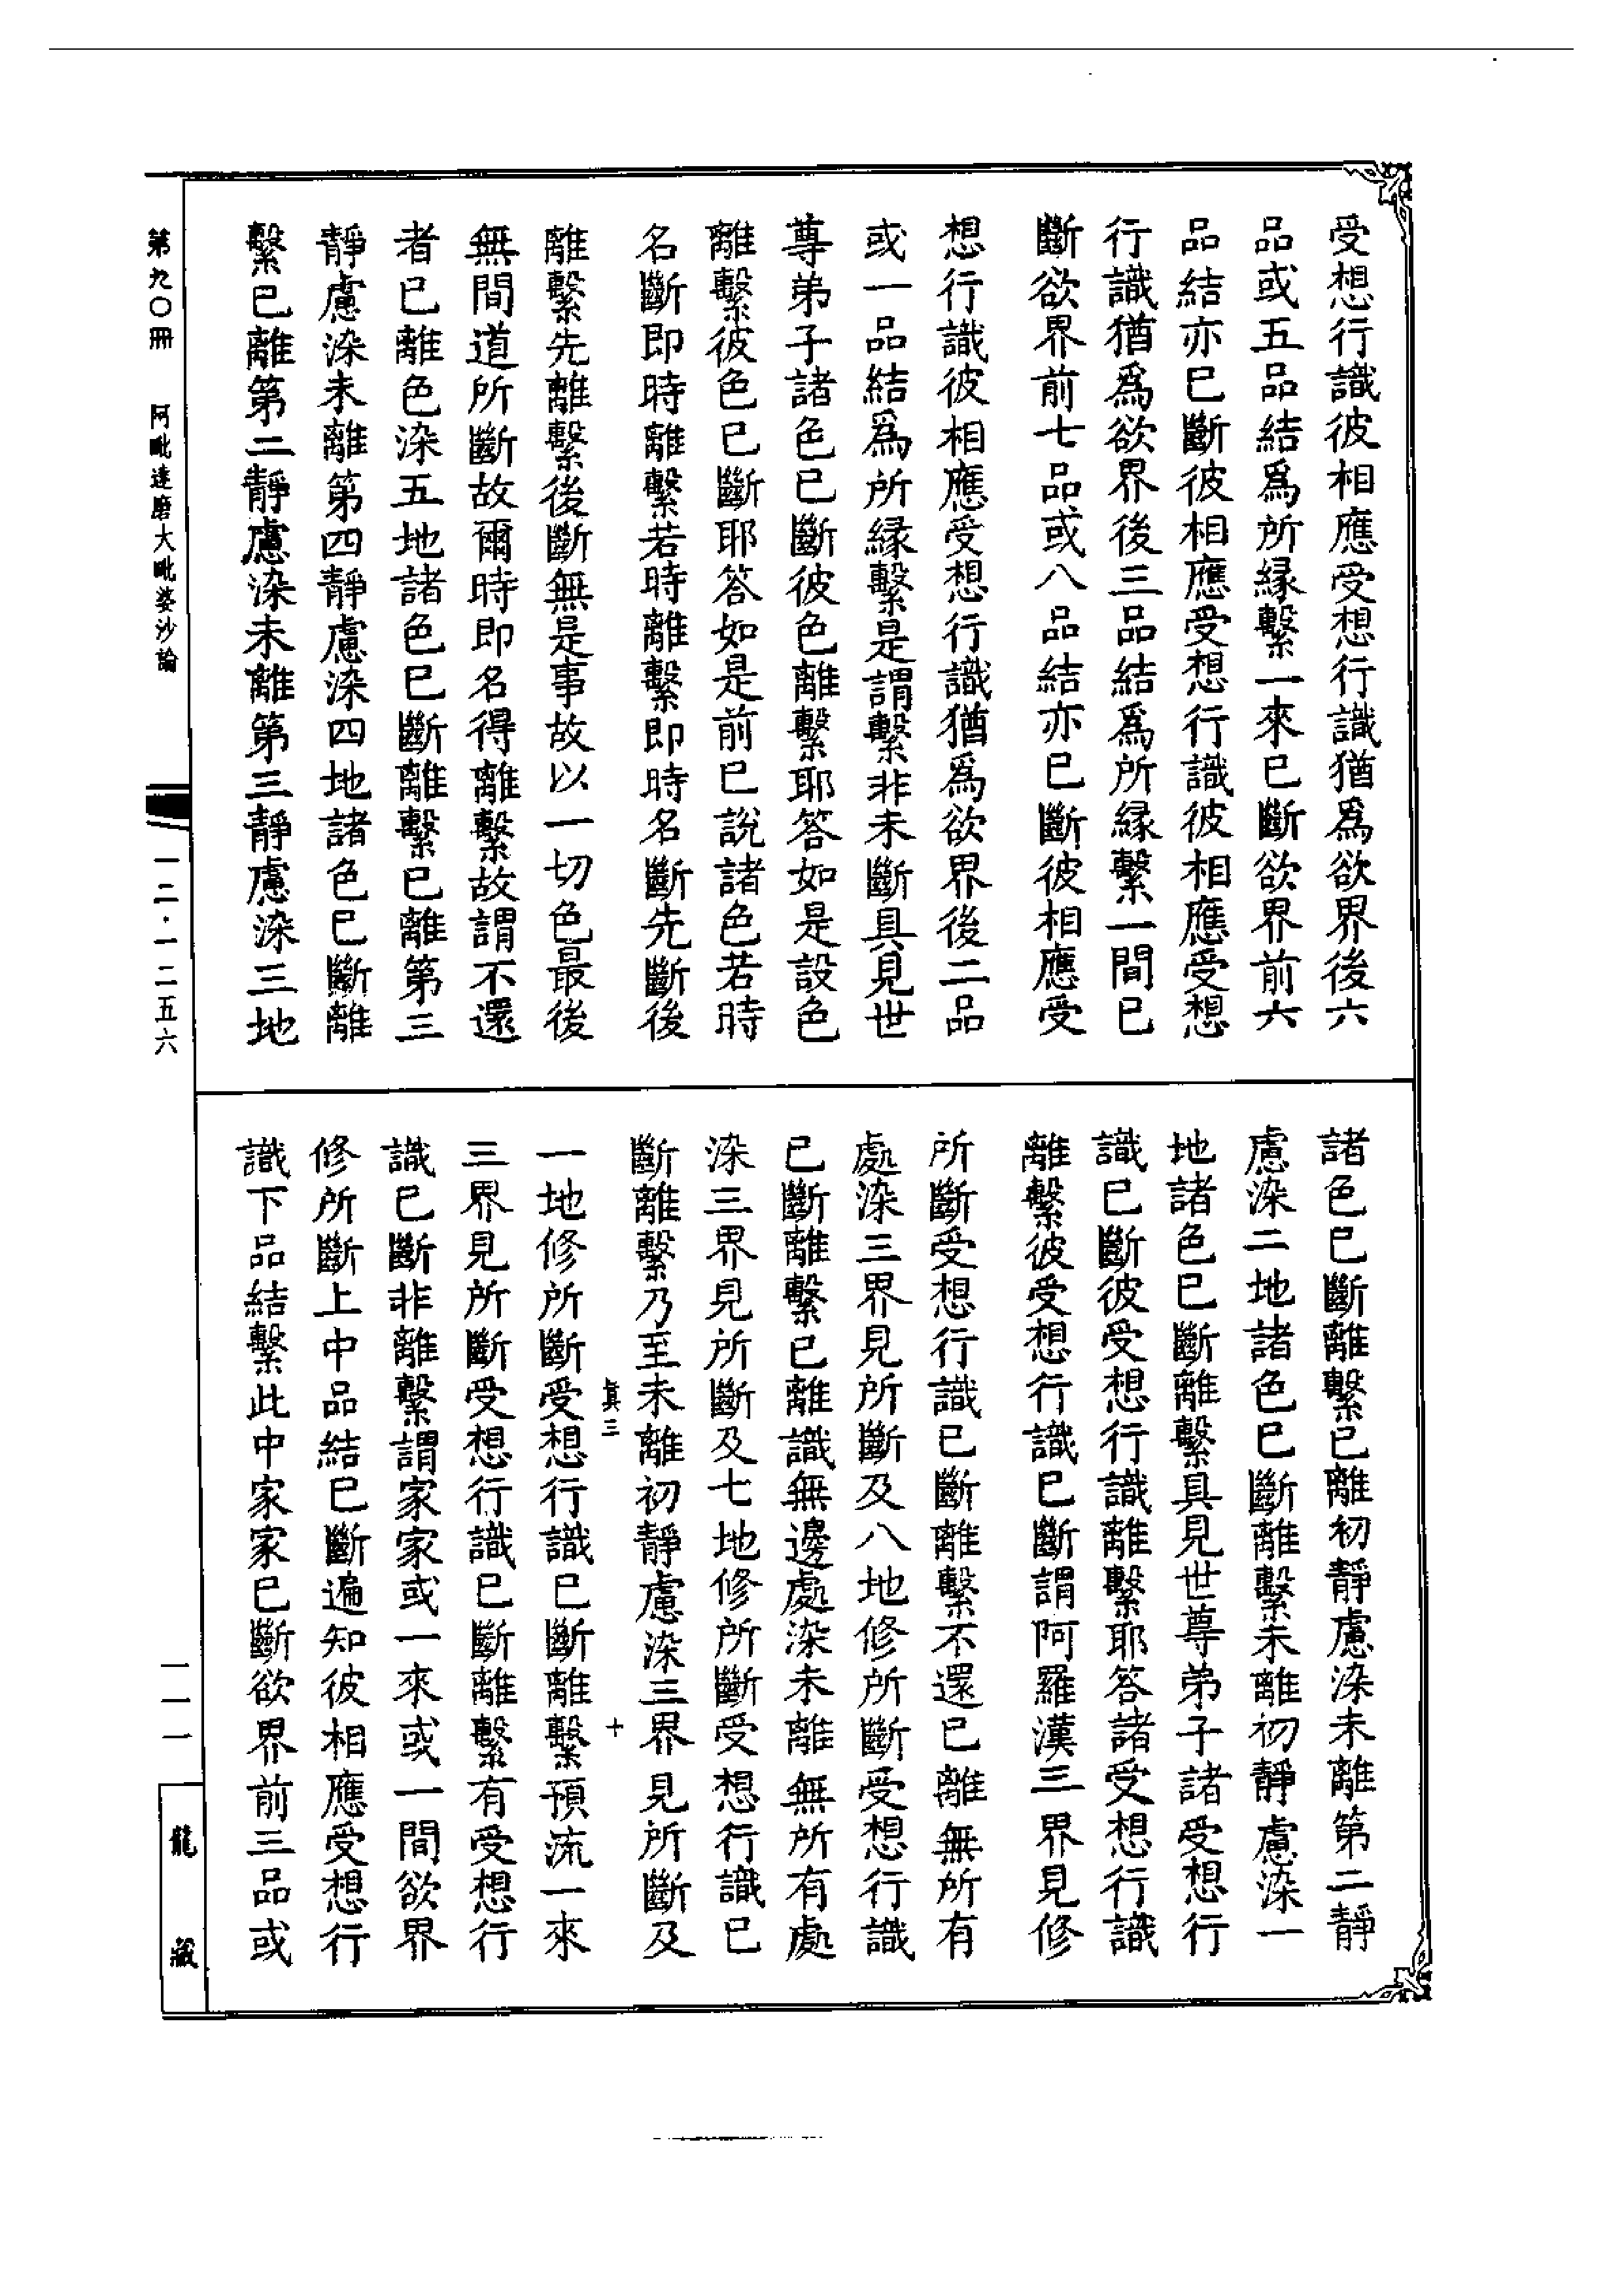 受想行識彼相應受想行識猶爲欲界後六
品或五品結爲所縁繫一來已斷欲界前六
品結亦已斷彼相應受想行識彼相應受想
行識猶爲欲界後三品結爲所縁繫一間已
斷欲界前七品或八品結亦已斷彼相應受
想行識彼相應受想行識猶爲欲界後二品
或一品結爲所縁繫是謂繫非未斷具見世
尊弟子諸色已斷彼色離繫耶答如是設色
離繫彼色已斷耶答如是前已說諸色若時
名斷即時離繫若時離繫即時名斷先斷後
離繫先離繫後斷無是事故以一切色最後
無間道所斷故爾時即名得離繫故謂不還
者已離色染五地諸色已斷離繫已離第三
靜慮染未離第四靜慮染四地諸色已斷離
繫已離第二靜慮染未離第三靜慮染三地
諸色已斷離繫已離初靜慮染未離第二靜
慮染二地諸色已斷離繫未離初靜慮染一
地諸色已斷離繫具見世尊弟子諸受想行
識已斷彼受想行識離繫耶答諸受想行識
離繫彼受想行識已斷謂阿羅漢三界見修
所斷受想行識已斷離繫不還已離無所有
處染三界見所斷及八地修所斷受想行識
已斷離繫已離識無邊處染未離無所有處
染三界見所斷及七地修所斷受想行識已
斷離繫乃至未離初靜慮染三界見所斷及
眞三 十
一地修所斷受想行識已斷離繫預流一來
三界見所斷受想行識已斷離繫有受想行
識已斷非離繫謂家家或一來或一間欲界
修所斷上中品結已斷遍知彼相應受想行
識下品結繫此中家家已斷欲界前三品或
第九〇冊 阿毗達磨大毗婆沙論
一二·一二五六
一一一
龍藏